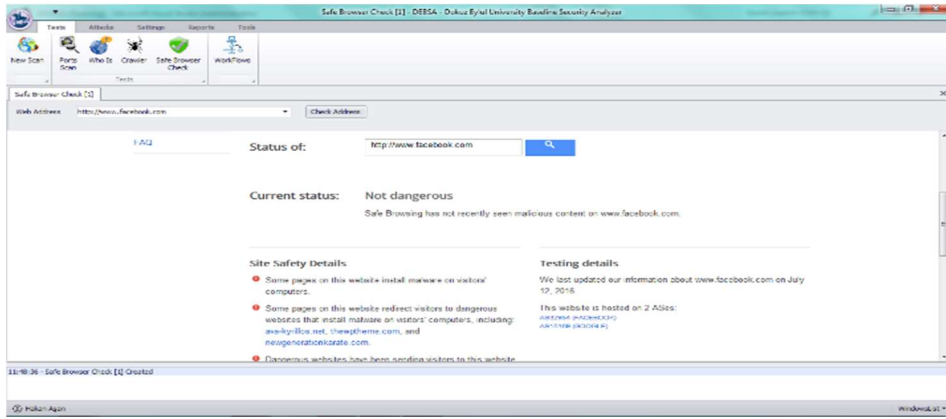 Safe Browser Check [1] - DEBSA - Dokuz Eylul University Baseline Security Analyzer
Tests Attacks Settings Reports Tools
New Scan Ports Scan Who Is Crawler Safe Browser Check WorkFlows
Tests
Safe Browser Check [1]
Web Address http://www.facebook.com Check Address
FAQ
Status of: http://www.facebook.com
Current status: Not dangerous
Safe Browsing has not recently seen malicious content on www.facebook.com.
Site Safety Details
Some pages on this website install malware on visitors'
computers.
Some pages on this website redirect visitors to dangerous
websites that install malware on visitors' computers, including:
ava-kyrillos.net, thewptheme.com, and
newgenerationkarate.com.
Dangerous websites have been sending visitors to this website
Testing details
We last updated our information about www.facebook.com on July
12, 2015.
This website is hosted on 2 ASes:
(FACEBOOK)
(GOOGLE)
11:48:36 - Safe Browser Check [1] Created
Hakan Agan
WindowsList